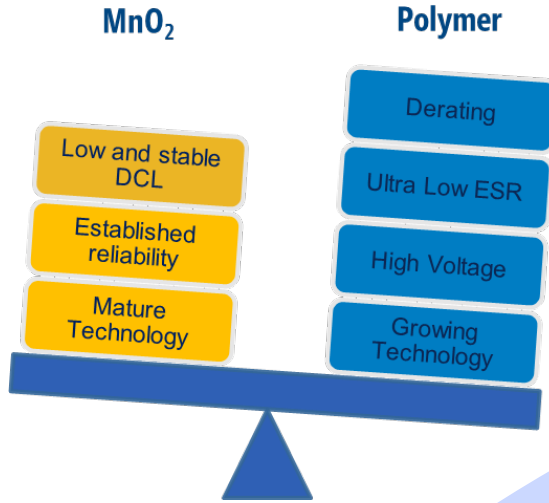 MnO₂
Polymer
Low and stable
DCL
Established
reliability
Mature
Technology
Derating
Ultra Low ESR
High Voltage
Growing
Technology